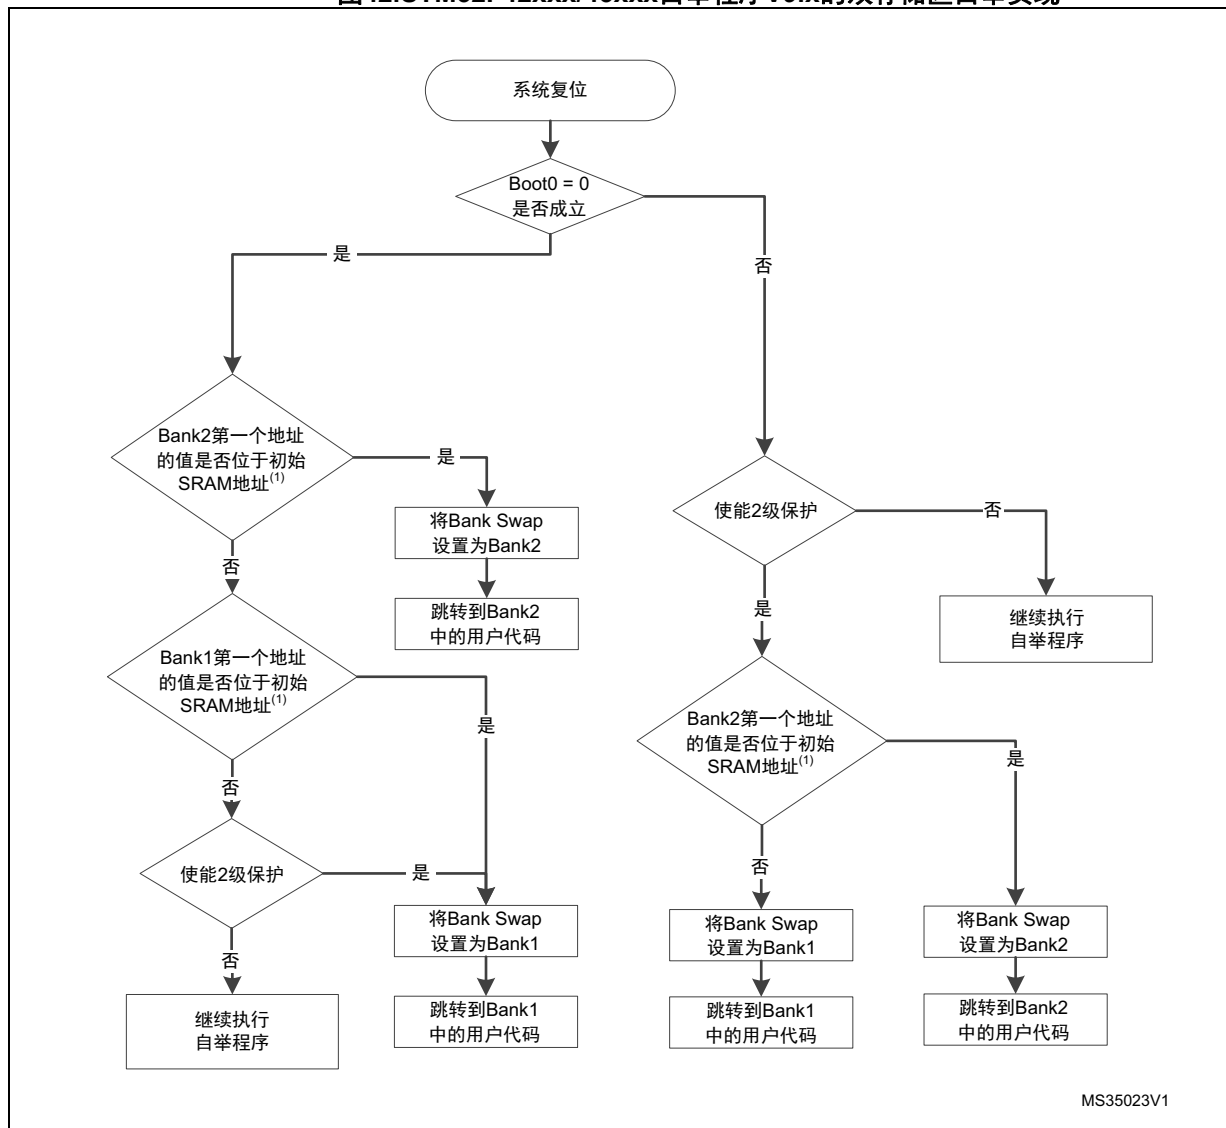 系统复位
Boot0 = 0
是否成立
是
否
Bank2第一个地址
的值是否位于初始
SRAM地址(1)
是
将Bank Swap
设置为Bank2
跳转到Bank2
中的用户代码
否
Bank1第一个地址
的值是否位于初始
SRAM地址(1)
是
否
使能2级保护
是
将Bank Swap
设置为Bank1
跳转到Bank1
中的用户代码
否
继续执行
自举程序
使能2级保护
否
继续执行
自举程序
是
Bank2第一个地址
的值是否位于初始
SRAM地址(1)
是
否
将Bank Swap
设置为Bank1
跳转到Bank1
中的用户代码
将Bank Swap
设置为Bank2
跳转到Bank2
中的用户代码
MS35023V1